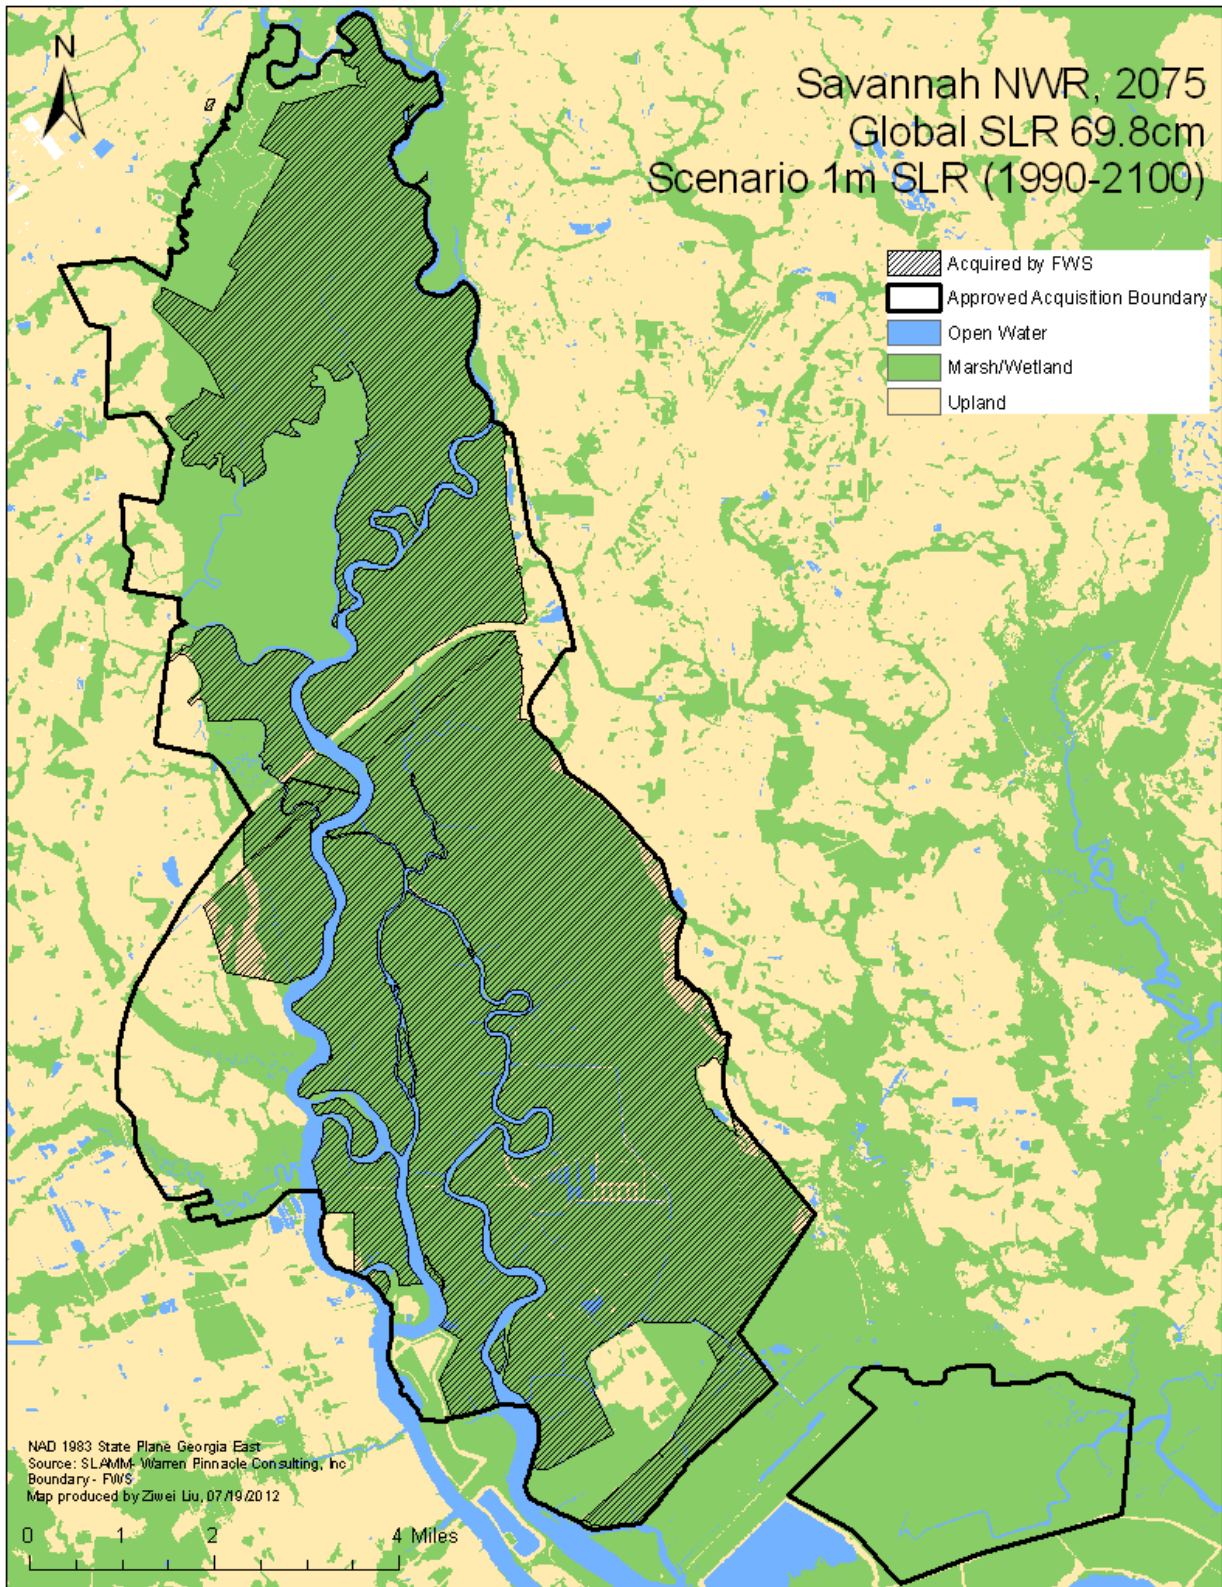 N
Savannah NWR, 2075
Global SLR 69.8cm
Scenario 1m SLR (1990-2100)
Acquired by FWS
Approved Acquisition Boundary
Open Water
Marsh/Wetland
Upland
NAD 1983 State Plane Georgia East
Source: SLAMM- Warren Pinnacle Consulting, Inc
Boundary - FWS
Map produced by Ziwei Liu, 07/19/2012
0 1 2 4 Miles